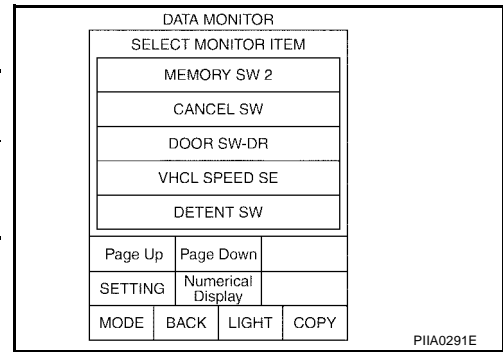 DATA MONITOR
SELECT MONITOR ITEM
MEMORY SW 2
CANCEL SW
DOOR SW-DR
VHCL SPEED SE
DETENT SW
Page Up Page Down
SETTING Numerical Display
MODE BACK LIGHT COPY
PIIA0291E